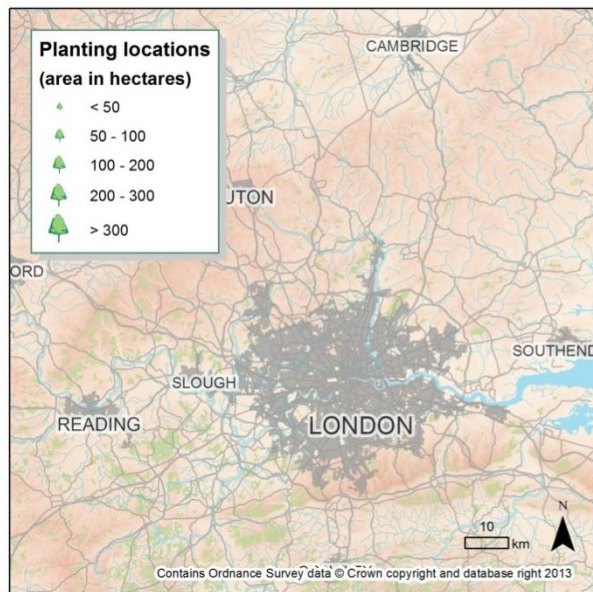 Planting locations
(area in hectares)
< 50
50 - 100
100 - 200
200 - 300
> 300
CAMBRIDGE
UTON
ORD
SLOUGH
SOUTHEND
READING
LONDON
N
10
km
Contains Ordnance Survey data © Crown copyright and database right 2013